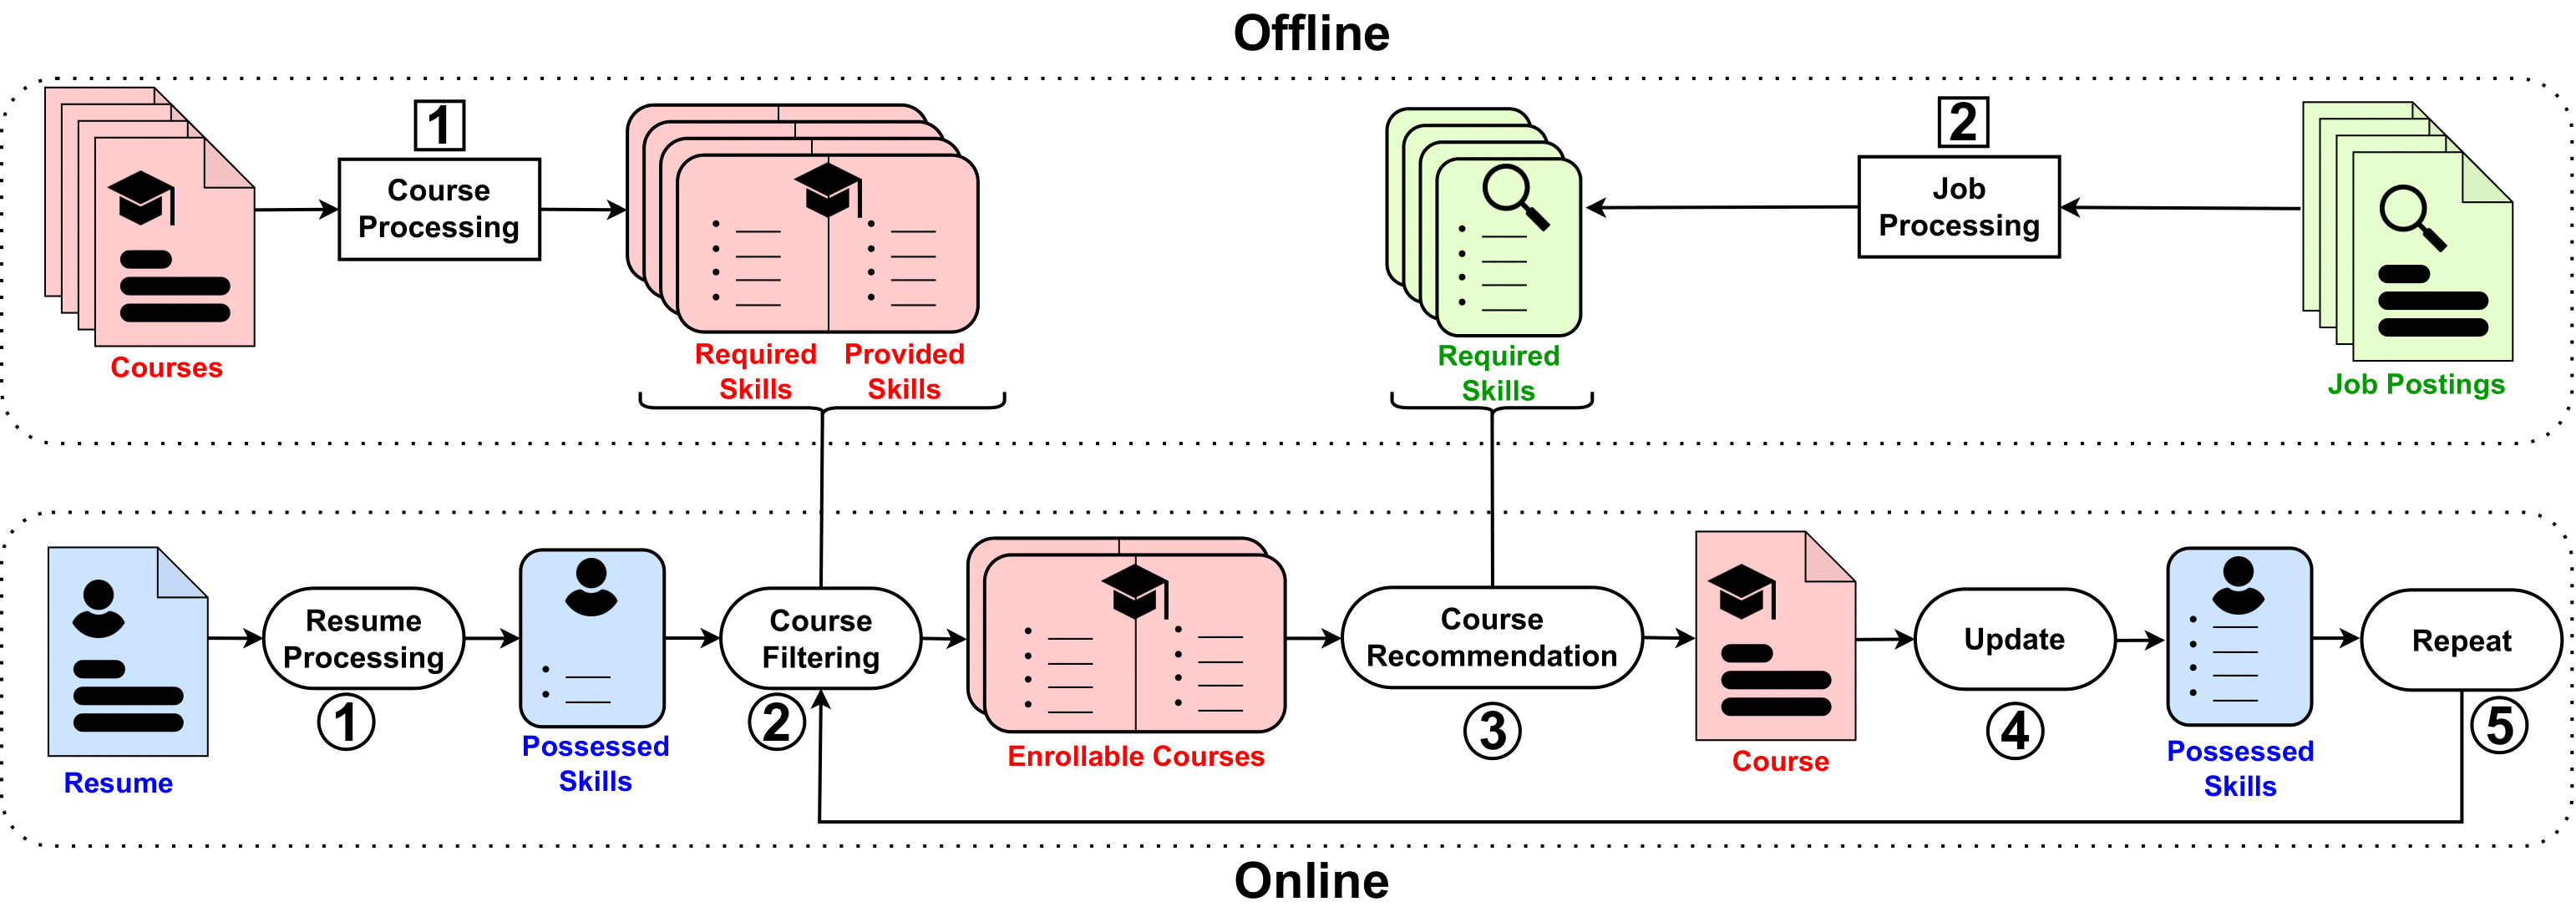 Offline
1
Course
Processing
2
Job
Processing
Courses
Required
Skills
Provided
Skills
Required
Skills
Job Postings
Resume
Processing
1
Course
Filtering
2
Course
Recommendation
3
Update
4
Repeat
5
Resume
Possessed
Skills
Enrollable Courses
Course
Possessed
Skills
Online